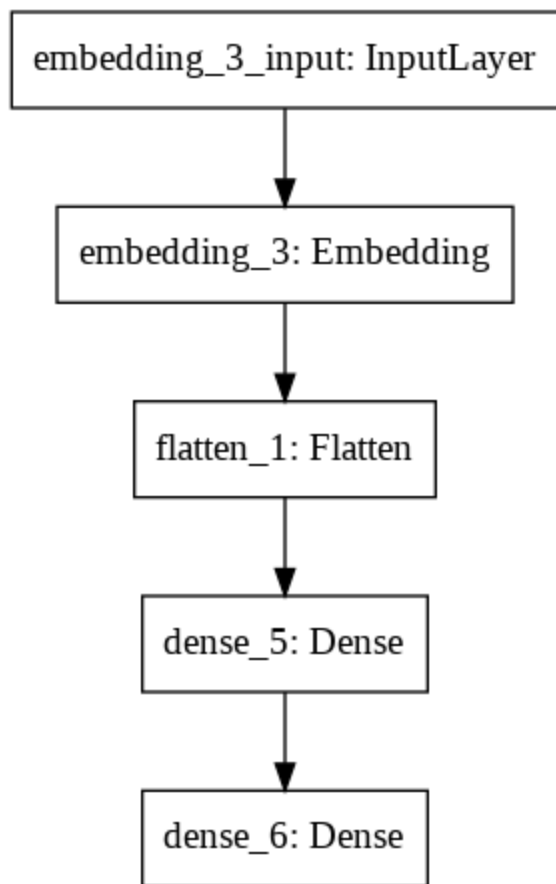 embedding_3_input: InputLayer
embedding_3: Embedding
flatten_1: Flatten
dense_5: Dense
dense_6: Dense